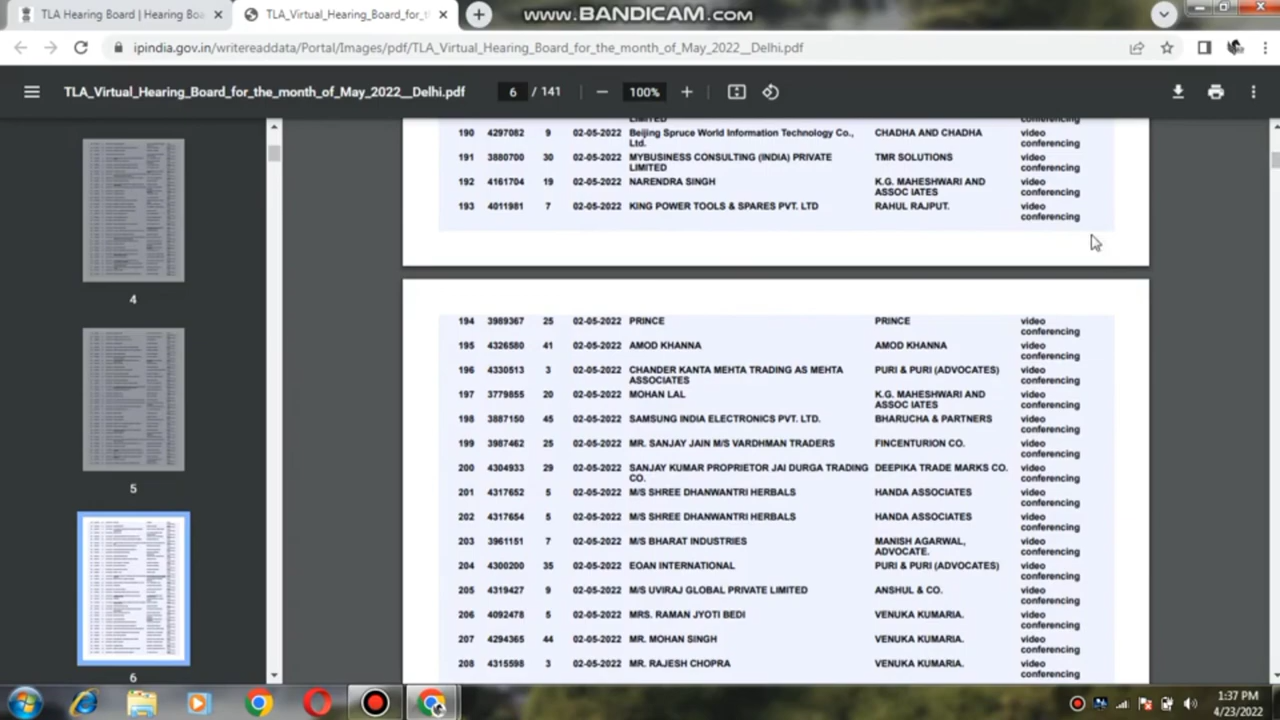 TLA Hearing Board | Hearing Boa
TLA_Virtual_Hearing_Board_for_t
www.BANDICAM.com
ipindia.gov.in/writereaddata/Portal/Images/pdf/TLA_Virtual_Hearing_Board_for_the_month_of_May_2022__Delhi.pdf
TLA_Virtual_Hearing_Board_for_the_month_of_May_2022__Delhi.pdf 6 / 141 100%
4
5
6
LIMITED conferencing
190 4297082 9 02-05-2022 Beijing Spruce World Information Technology Co., CHADHA AND CHADHA video
Ltd. conferencing
191 3880700 30 02-05-2022 MYBUSINESS CONSULTING (INDIA) PRIVATE TMR SOLUTIONS video
LIMITED conferencing
192 4161704 19 02-05-2022 NARENDRA SINGH K.G. MAHESHWARI AND video
ASSOC IATES conferencing
193 4011981 7 02-05-2022 KING POWER TOOLS & SPARES PVT. LTD RAHUL RAJPUT. video
conferencing
194 3989367 25 02-05-2022 PRINCE PRINCE video
conferencing
195 4326580 41 02-05-2022 AMOD KHANNA AMOD KHANNA video
conferencing
196 4330513 3 02-05-2022 CHANDER KANTA MEHTA TRADING AS MEHTA PURI & PURI (ADVOCATES) video
ASSOCIATES conferencing
197 3779855 20 02-05-2022 MOHAN LAL K.G. MAHESHWARI AND video
ASSOC IATES conferencing
198 3887150 45 02-05-2022 SAMSUNG INDIA ELECTRONICS PVT. LTD. BHARUCHA & PARTNERS video
conferencing
199 3987462 25 02-05-2022 MR. SANJAY JAIN M/S VARDHMAN TRADERS FINCENTURION CO. video
conferencing
200 4304933 29 02-05-2022 SANJAY KUMAR PROPRIETOR JAI DURGA TRADING DEEPIKA TRADE MARKS CO. video
CO. conferencing
201 4317652 5 02-05-2022 M/S SHREE DHANWANTRI HERBALS HANDA ASSOCIATES video
conferencing
202 4317654 5 02-05-2022 M/S SHREE DHANWANTRI HERBALS HANDA ASSOCIATES video
conferencing
203 3961151 7 02-05-2022 M/S BHARAT INDUSTRIES MANISH AGARWAL, video
ADVOCATE. conferencing
204 4300200 35 02-05-2022 EOAN INTERNATIONAL PURI & PURI (ADVOCATES) video
conferencing
205 4319427 5 02-05-2022 M/S UVIRAJ GLOBAL PRIVATE LIMITED ANSHUL & CO. video
conferencing
206 4092478 9 02-05-2022 MRS. RAMAN JYOTI BEDI VENUKA KUMARIA. video
conferencing
207 4294365 44 02-05-2022 MR. MOHAN SINGH VENUKA KUMARIA. video
conferencing
208 4315598 3 02-05-2022 MR. RAJESH CHOPRA VENUKA KUMARIA. video
conferencing
1:37 PM
4/23/2022